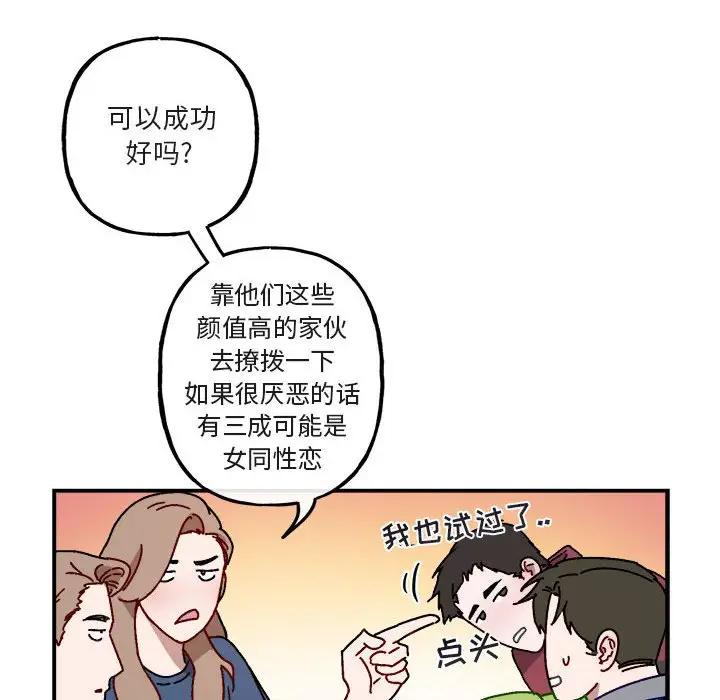 可以成功
好吗?
靠他们这些
颜值高的家伙
去撩拨一下
如果很厌恶的话
有三成可能是
女同性恋
我也试过了..
点头